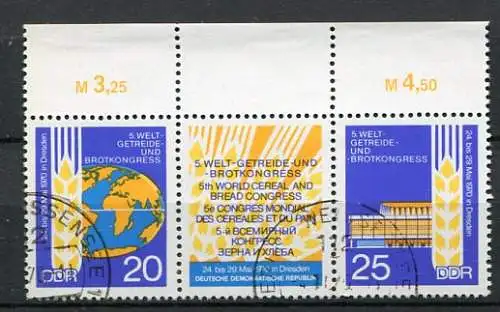 M 3,25
M 4,50
5. WELT-
GETREIDE- UND
BROTKONGRESS
24. bis 29. Mai 1970 in Dresden
DDR
20
5. WELT-
GETREIDE-UND
-BROTKONGRESS
5th WORLD CEREAL AND
BREAD CONGRESS
5e CONGRÈS MONDIAL
DES CEREALES ET DU PAIN
5-й ВСЕМИРНЫЙ
КОНГРЕСС
ЗЕРНА И ХЛЕБА
24. bis 29. Mai 1970 in Dresden
DEUTSCHE DEMOKRATISCHE REPUBLIK
5. WELT-
GETREIDE- UND
BROTKONGRESS
24. bis 29. Mai 1970 in Dresden
25
DDR